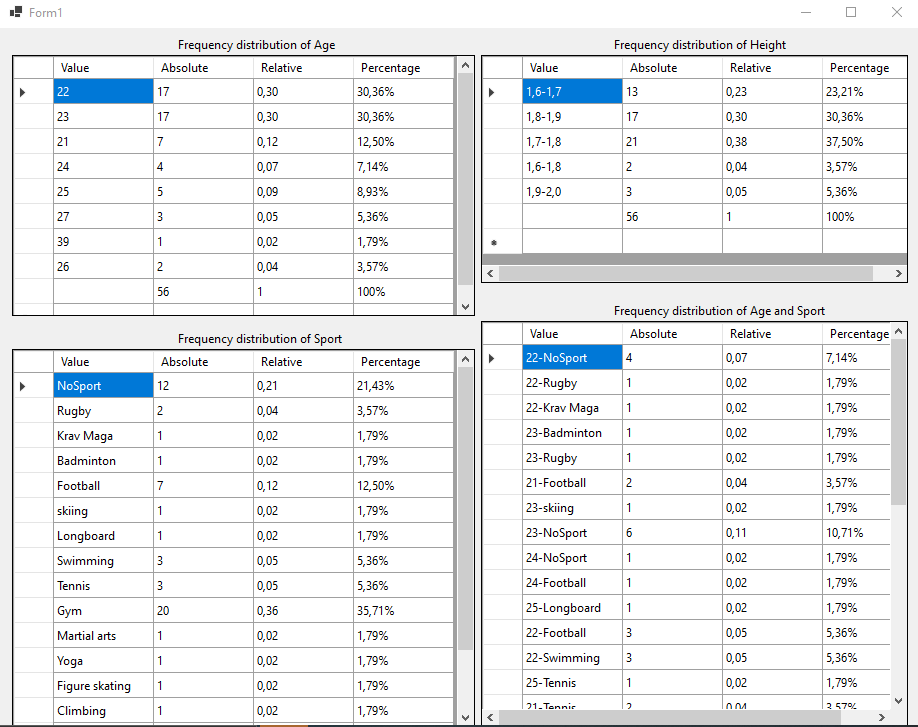 Form1
Frequency distribution of Age
Value Absolute Relative Percentage
22 17 0,30 30,36%
23 17 0,30 30,36%
21 7 0,12 12,50%
24 4 0,07 7,14%
25 5 0,09 8,93%
27 3 0,05 5,36%
39 1 0,02 1,79%
26 2 0,04 3,57%
56 1 100%
Frequency distribution of Height
Value Absolute Relative Percentage
1,6-1,7 13 0,23 23,21%
1,8-1,9 17 0,30 30,36%
1,7-1,8 21 0,38 37,50%
1,6-1,8 2 0,04 3,57%
1,9-2,0 3 0,05 5,36%
56 1 100%
Frequency distribution of Sport
Value Absolute Relative Percentage
NoSport 12 0,21 21,43%
Rugby 2 0,04 3,57%
Krav Maga 1 0,02 1,79%
Badminton 1 0,02 1,79%
Football 7 0,12 12,50%
skiing 1 0,02 1,79%
Longboard 1 0,02 1,79%
Swimming 3 0,05 5,36%
Tennis 3 0,05 5,36%
Gym 20 0,36 35,71%
Martial arts 1 0,02 1,79%
Yoga 1 0,02 1,79%
Figure skating 1 0,02 1,79%
Climbing 1 0,02 1,79%
Frequency distribution of Age and Sport
Value Absolute Relative Percentage
22-NoSport 4 0,07 7,14%
22-Rugby 1 0,02 1,79%
22-Krav Maga 1 0,02 1,79%
23-Badminton 1 0,02 1,79%
23-Rugby 1 0,02 1,79%
21-Football 2 0,04 3,57%
23-skiing 1 0,02 1,79%
23-NoSport 6 0,11 10,71%
24-NoSport 1 0,02 1,79%
24-Football 1 0,02 1,79%
25-Longboard 1 0,02 1,79%
22-Football 3 0,05 5,36%
22-Swimming 3 0,05 5,36%
25-Tennis 1 0,02 1,79%
21-Tennis 2 0,04 3,57%